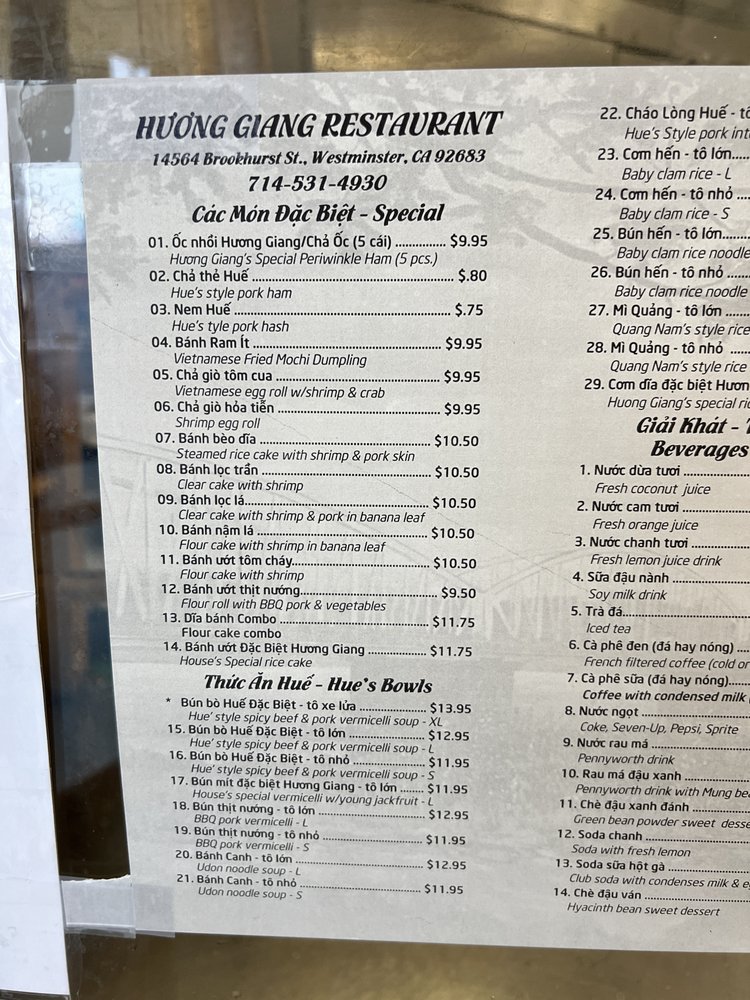 HƯƠNG GIANG RESTAURANT
14564 Brookhurst St., Westminster, CA 92683
714-531-4930
Các Món Đặc Biệt - Special
01. Ốc nhồi Hương Giang/Chả Ốc (5 cái) .............. $9.95
Hương Giang's Special Periwinkle Ham (5 pcs.)
02. Chả thẻ Huế ........ $.80
Hue's style pork ham
03. Nem Huế ........ $.75
Hue's tyle pork hash
04. Bánh Ram Ít ........ $9.95
Vietnamese Fried Mochi Dumpling
05. Chả giò tôm cua ........ $9.95
Vietnamese egg roll w/shrimp & crab
06. Chả giò hỏa tiễn ........ $9.95
Shrimp egg roll
07. Bánh bèo dĩa ........ $10.50
Steamed rice cake with shrimp & pork skin
08. Bánh lọc trần ........ $10.50
Clear cake with shrimp
09. Bánh lọc lá ........ $10.50
Clear cake with shrimp & pork in banana leaf
10. Bánh nậm lá ........ $10.50
Flour cake with shrimp in banana leaf
11. Bánh ướt tôm cháy ........ $10.50
Flour cake with shrimp
12. Bánh ướt thịt nướng ........ $9.50
Flour roll with BBQ pork & vegetables
13. Dĩa bánh Combo ........ $11.75
Flour cake combo
14. Bánh ướt Đặc Biệt Hương Giang ........ $11.75
House's Special rice cake
Thức Ăn Huế - Hue's Bowls
* Bún bò Huế Đặc Biệt - tô xe lửa ........ $13.95
Hue' style spicy beef & pork vermicelli soup - XL
15. Bún bò Huế Đặc Biệt - tô lớn ........ $12.95
Hue' style spicy beef & pork vermicelli soup - L
16. Bún bò Huế Đặc Biệt - tô nhỏ ........ $11.95
Hue' style spicy beef & pork vermicelli soup - S
17. Bún mít đặc biệt Hương Giang - tô lớn ........ $11.95
House's special vermicelli w/young jackfruit - L
18. Bún thịt nướng - tô lớn ........ $12.95
BBQ pork vermicelli - L
19. Bún thịt nướng - tô nhỏ ........ $11.95
BBQ pork vermicelli - S
20. Bánh Canh - tô lớn ........ $12.95
Udon noodle soup - L
21. Bánh Canh - tô nhỏ ........ $11.95
Udon noodle soup - S
22. Cháo Lòng Huế - tô
Hue's Style pork int
23. Cơm hến - tô lớn.....
Baby clam rice - L
24. Cơm hến - tô nhỏ ....
Baby clam rice - S
25. Bún hến - tô lớn.......
Baby clam rice noodle
26. Bún hến - tô nhỏ .....
Baby clam rice noodle
27. Mì Quảng - tô lớn .....
Quang Nam's style rice
28. Mì Quảng - tô nhỏ .....
Quang Nam's style rice
29. Cơm dĩa đặc biệt Hươn
Huong Giang's special ri
Giải Khát -
Beverages
1. Nước dừa tươi ........
Fresh coconut juice
2. Nước cam tươi ........
Fresh orange juice
3. Nước chanh tươi ........
Fresh lemon juice drink
4. Sữa đậu nành ........
Soy milk drink
5. Trà đá ........
Iced tea
6. Cà phê đen (đá hay nóng) ....
French filtered coffee (cold or
7. Cà phê sữa (đá hay nóng) ....
Coffee with condensed milk
8. Nước ngọt ........
Coke, Seven-Up, Pepsi, Sprite
9. Nước rau má ........
Pennyworth drink
10. Rau má đậu xanh ........
Pennyworth drink with Mung be
11. Chè đậu xanh đánh ........
Green bean powder sweet desse
12. Soda chanh ........
Soda with fresh lemon
13. Soda sữa hột gà ........
Club soda with condenses milk & e
14. Chè đậu ván ........
Hyacinth bean sweet dessert